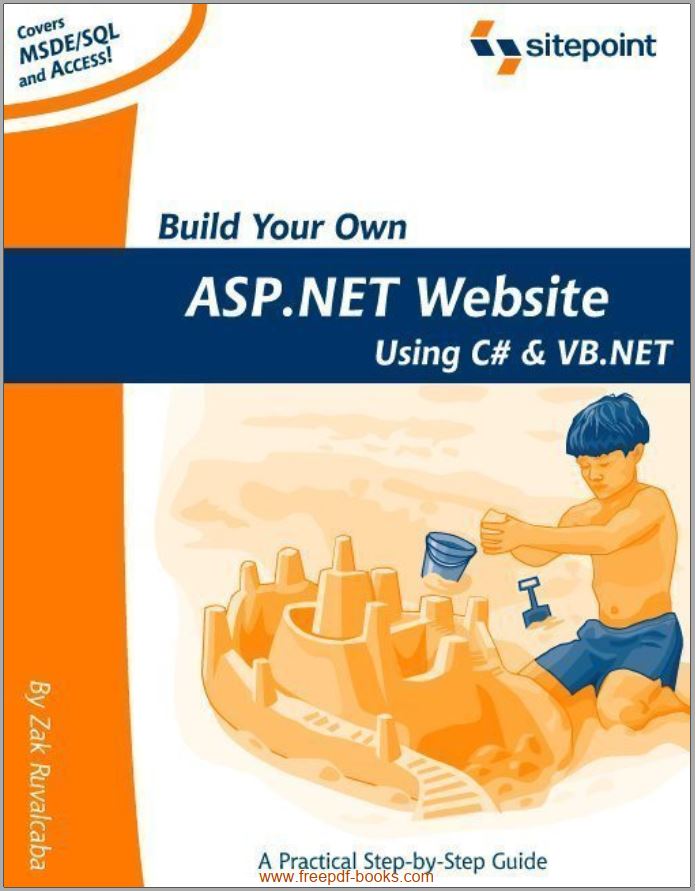 Covers
MSDE/SQL
and ACCESS!
sitepoint
Build Your Own
ASP.NET Website
Using C# & VB.NET
By Zak Ruvalcaba
A Practical Step-by-Step Guide
www.freepdf-books.com